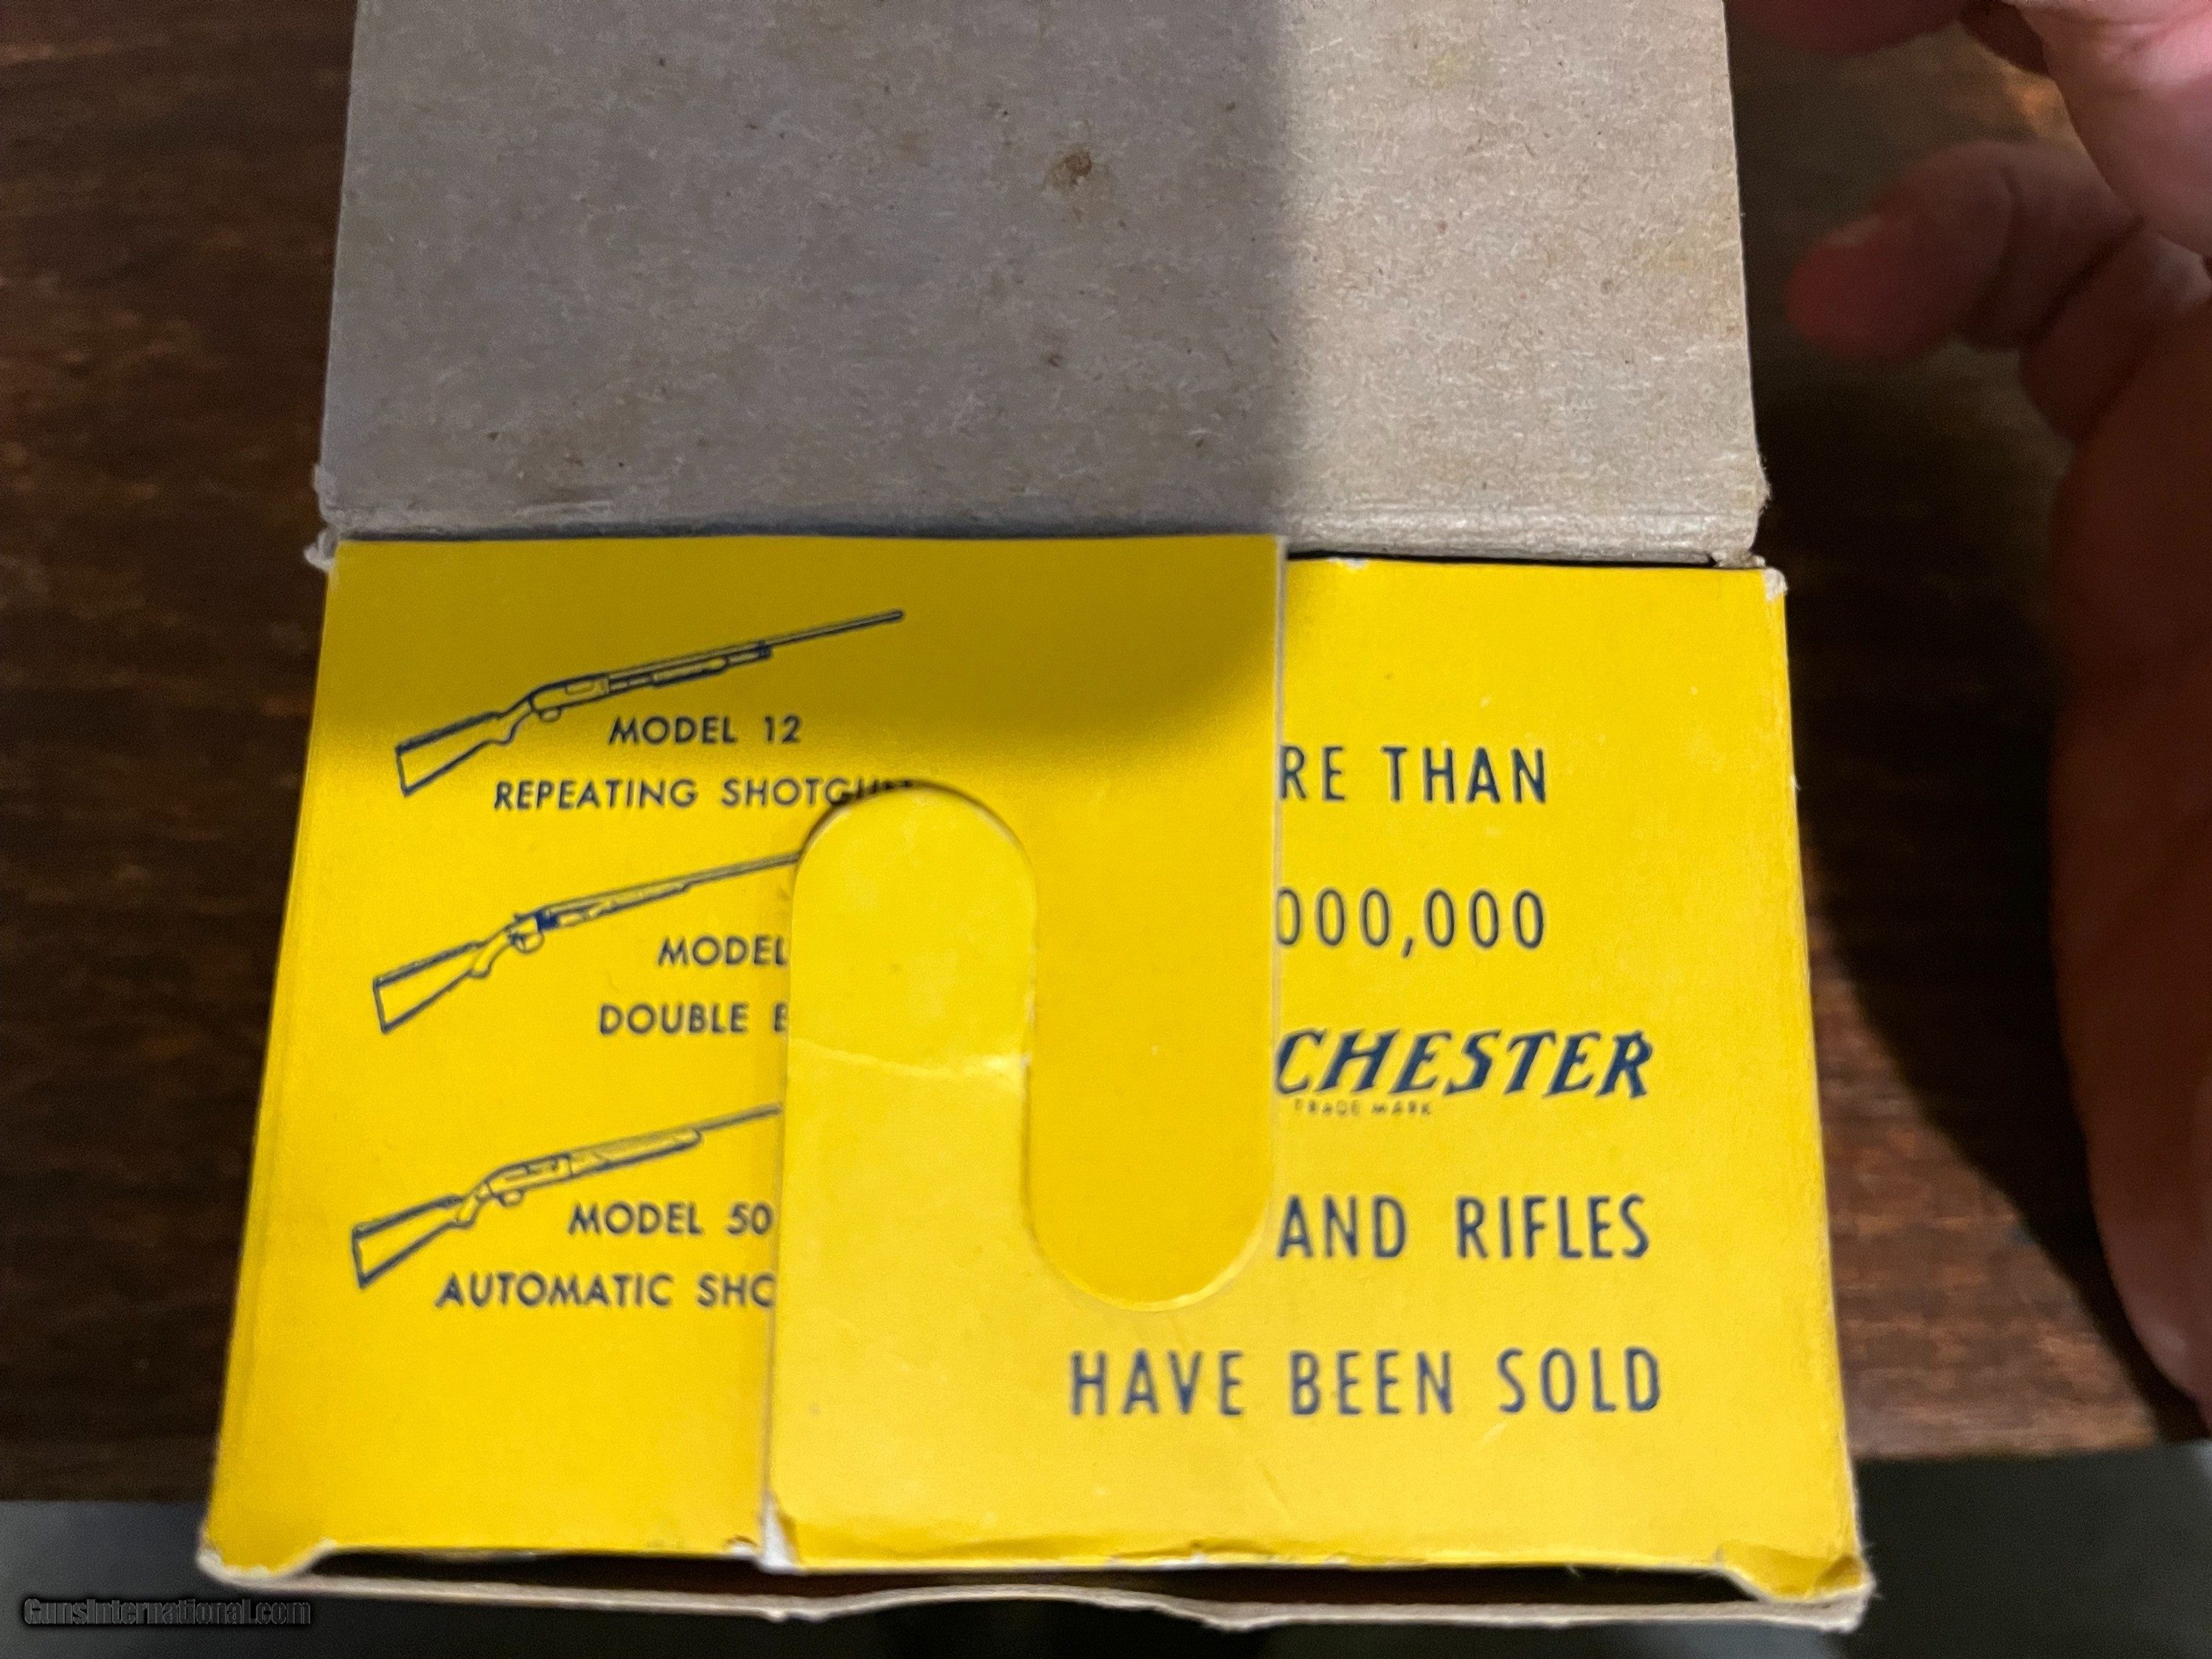 MODEL 12
REPEATING SHOTGUN
MODEL
DOUBLE B
MODEL 50
AUTOMATIC SHO
RE THAN
000,000
CHESTER
TRADE MARK
AND RIFLES
HAVE BEEN SOLD
GunsInternational.com